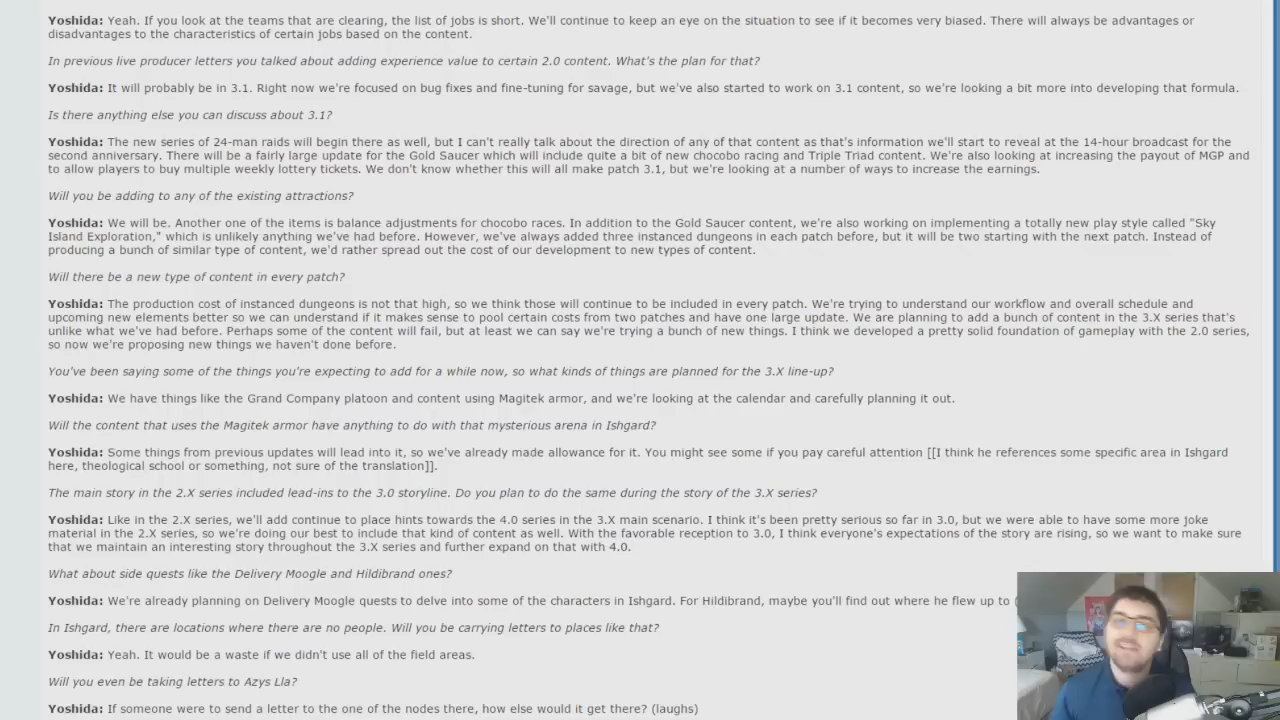 Yoshida: Yeah. If you look at the teams that are clearing, the list of jobs is short. We'll continue to keep an eye on the situation to see if it becomes very biased. There will always be advantages or
disadvantages to the characteristics of certain jobs based on the content.
In previous live producer letters you talked about adding experience value to certain 2.0 content. What's the plan for that?
Yoshida: It will probably be in 3.1. Right now we're focused on bug fixes and fine-tuning for savage, but we've also started to work on 3.1 content, so we're looking a bit more into developing that formula.
Is there anything else you can discuss about 3.1?
Yoshida: The new series of 24-man raids will begin there as well, but I can't really talk about the direction of any of that content as that's information we'll start to reveal at the 14-hour broadcast for the
second anniversary. There will be a fairly large update for the Gold Saucer which will include quite a bit of new chocobo racing and Triple Triad content. We're also looking at increasing the payout of MGP and
to allow players to buy multiple weekly lottery tickets. We don't know whether this will all make patch 3.1, but we're looking at a number of ways to increase the earnings.
Will you be adding to any of the existing attractions?
Yoshida: We will be. Another one of the items is balance adjustments for chocobo races. In addition to the Gold Saucer content, we're also working on implementing a totally new play style called "Sky
Island Exploration," which is unlikely anything we've had before. However, we've always added three instanced dungeons in each patch before, but it will be two starting with the next patch. Instead of
producing a bunch of similar type of content, we'd rather spread out the cost of our development to new types of content.
Will there be a new type of content in every patch?
Yoshida: The production cost of instanced dungeons is not that high, so we think those will continue to be included in every patch. We're trying to understand our workflow and overall schedule and
upcoming new elements better so we can understand if it makes sense to pool certain costs from two patches and have one large update. We are planning to add a bunch of content in the 3.X series that's
unlike what we've had before. Perhaps some of the content will fail, but at least we can say we're trying a bunch of new things. I think we developed a pretty solid foundation of gameplay with the 2.0 series,
so now we're proposing new things we haven't done before.
You've been saying some of the things you're expecting to add for a while now, so what kinds of things are planned for the 3.X line-up?
Yoshida: We have things like the Grand Company platoon and content using Magitek armor, and we're looking at the calendar and carefully planning it out.
Will the content that uses the Magitek armor have anything to do with that mysterious arena in Ishgard?
Yoshida: Some things from previous updates will lead into it, so we've already made allowance for it. You might see some if you pay careful attention [[I think he references some specific area in Ishgard
here, theological school or something, not sure of the translation]].
The main story in the 2.X series included lead-ins to the 3.0 storyline. Do you plan to do the same during the story of the 3.X series?
Yoshida: Like in the 2.X series, we'll add continue to place hints towards the 4.0 series in the 3.X main scenario. I think it's been pretty serious so far in 3.0, but we were able to have some more joke
material in the 2.X series, so we're doing our best to include that kind of content as well. With the favorable reception to 3.0, I think everyone's expectations of the story are rising, so we want to make sure
that we maintain an interesting story throughout the 3.X series and further expand on that with 4.0.
What about side quests like the Delivery Moogle and Hildibrand ones?
Yoshida: We're already planning on Delivery Moogle quests to delve into some of the characters in Ishgard. For Hildibrand, maybe you'll find out where he flew up to (
In Ishgard, there are locations where there are no people. Will you be carrying letters to places like that?
Yoshida: Yeah. It would be a waste if we didn't use all of the field areas.
Will you even be taking letters to Azys Lla?
Yoshida: If someone were to send a letter to the one of the nodes there, how else would it get there? (laughs)